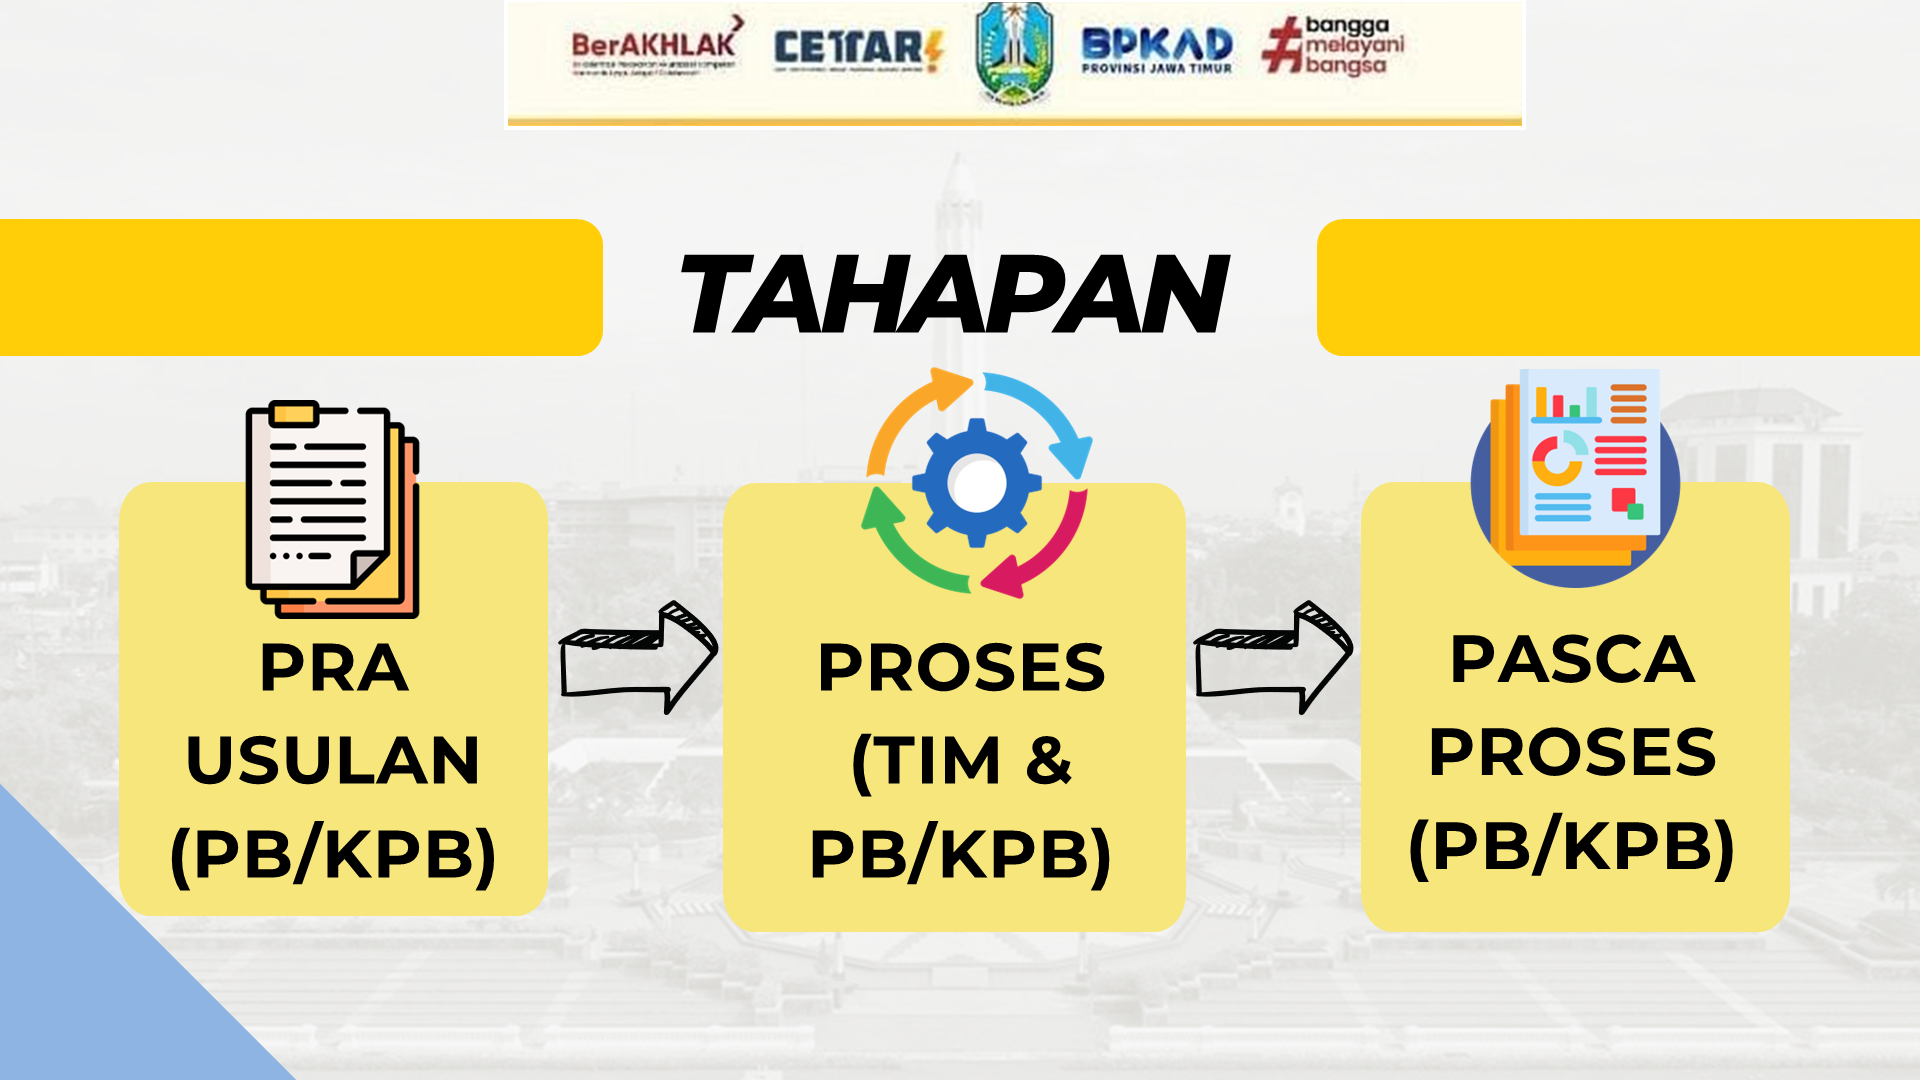 BerAKHLAK
CETTAR!
BPKAD
PROVINSI JAWA TIMUR
bangga
melayani
bangsa
TAHAPAN
PRA
USULAN
(PB/KPB)
PROSES
(TIM &
PB/KPB)
PASCA
PROSES
(PB/KPB)